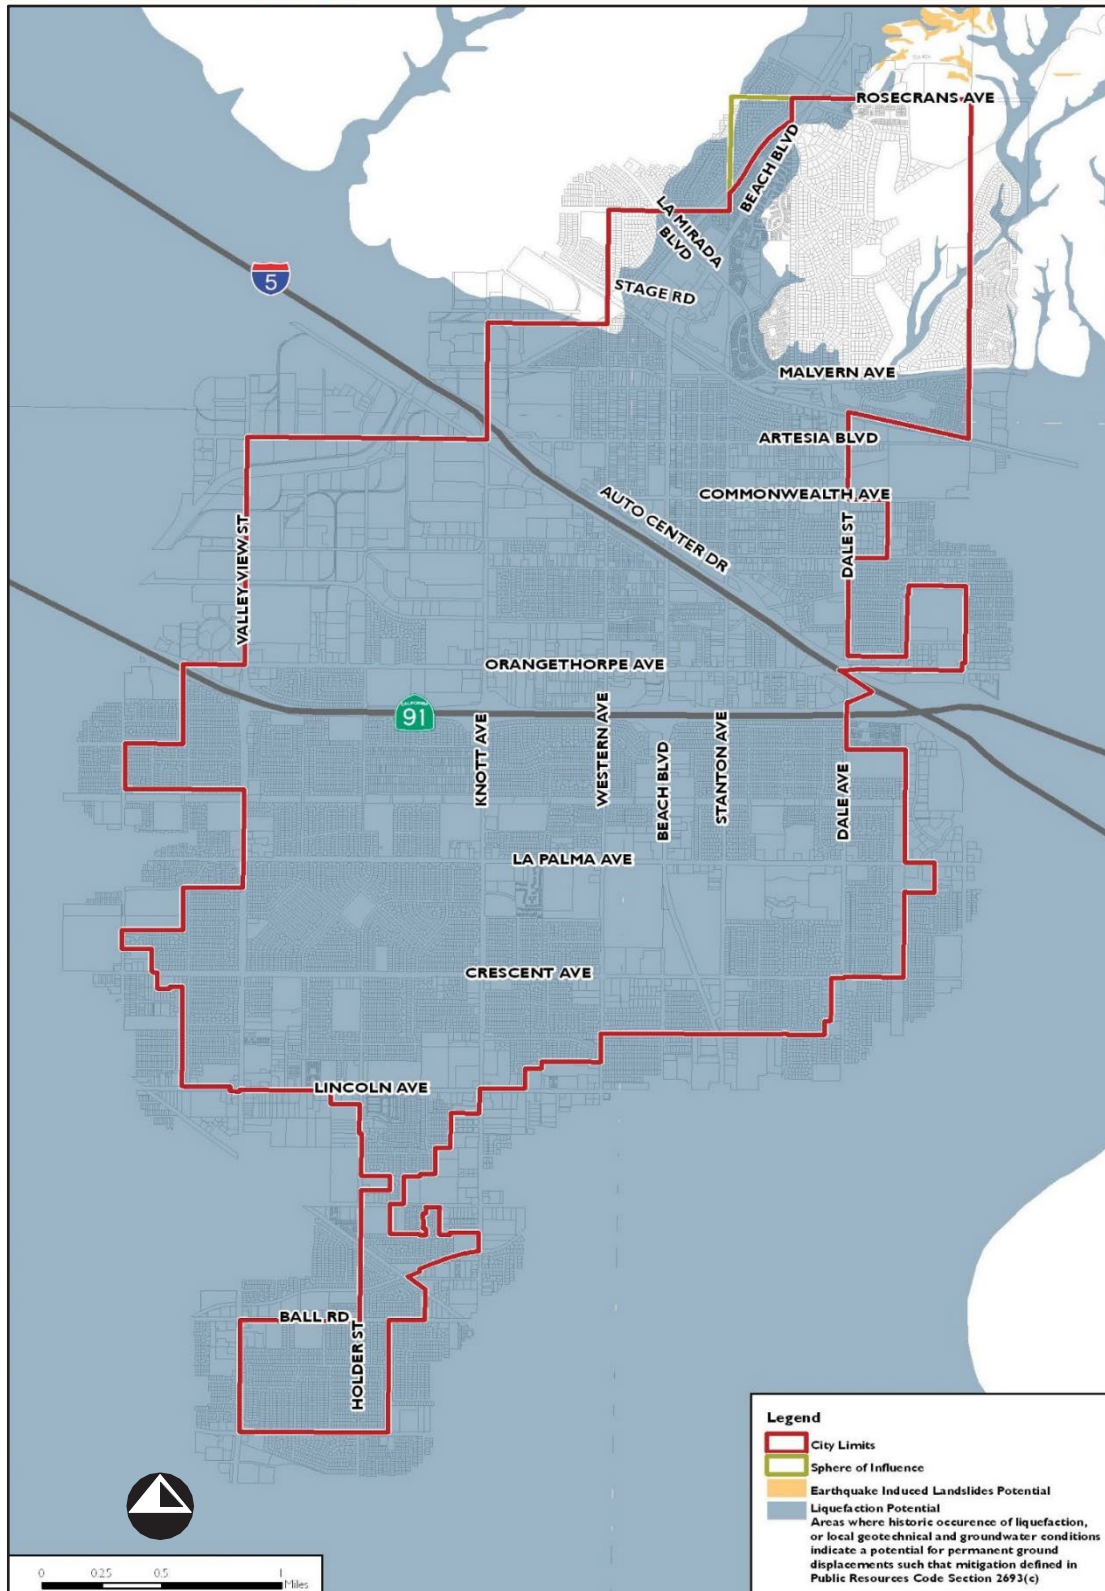 ROSECRANS AVE
BEACH BLVD
LA MIRADA
BLVD
5
STAGE RD
MALVERN AVE
ARTESIA BLVD
COMMONWEALTH AVE
AUTO CENTER DR
DALE ST
VALLEY VIEW ST
ORANGETHORPE AVE
CALIFORNIA
91
KNOTT AVE
WESTERN AVE
BEACH BLVD
STANTON AVE
DALE AVE
LA PALMA AVE
CRESCENT AVE
LINCOLN AVE
BALL RD
HOLDER ST
Legend
City Limits
Sphere of Influence
Earthquake Induced Landslides Potential
Liquefaction Potential
Areas where historic occurence of liquefaction,
or local geotechnical and groundwater conditions
indicate a potential for permanent ground
displacements such that mitigation defined in
Public Resources Code Section 2693(c)
0 0.25 0.5 1
Miles